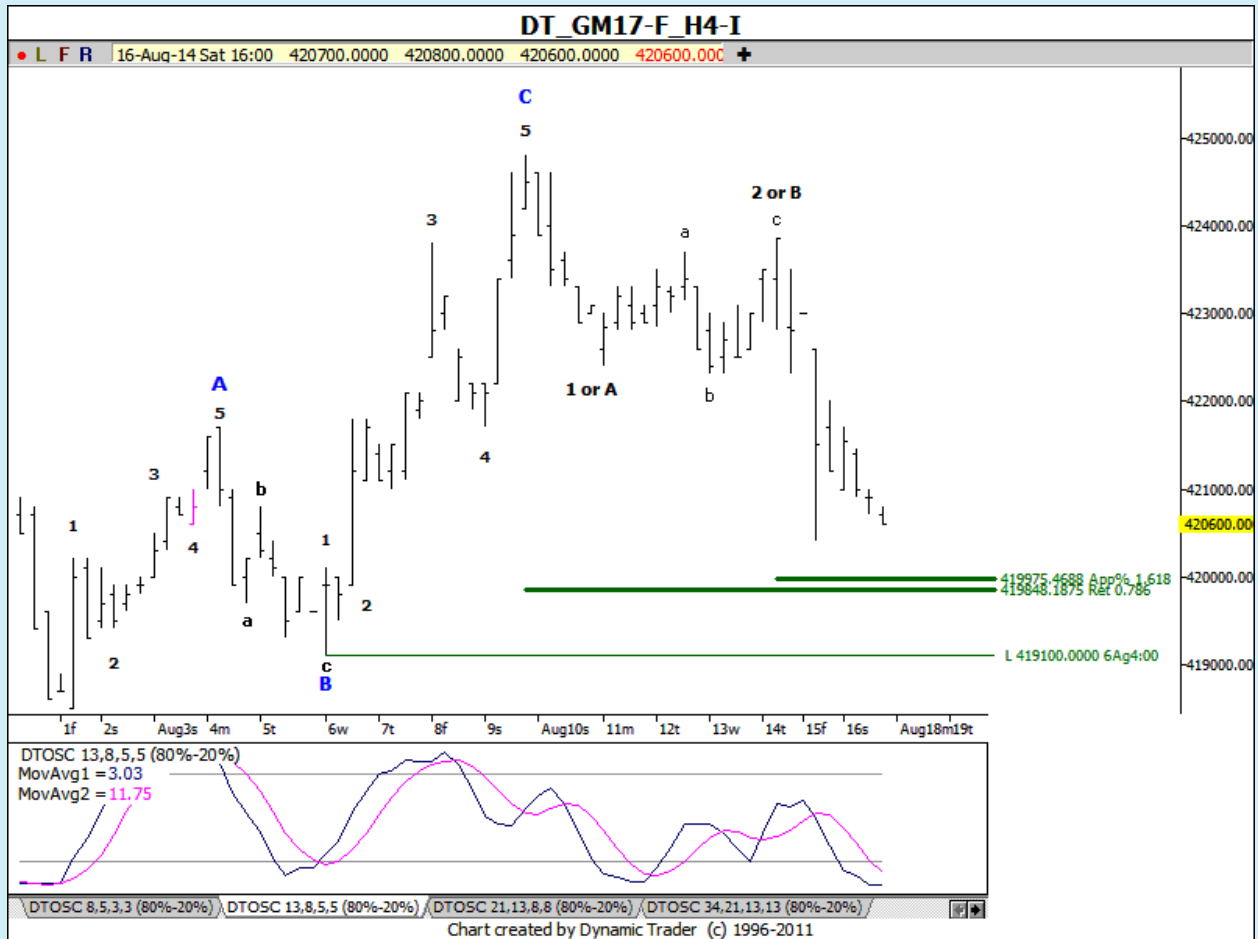 DT_GM17-F_H4-I
L F R 16-Aug-14 Sat 16:00 420700.0000 420800.0000 420600.0000 420600.000
C
5
425000.00
2 or B
3
c
424000.00
a
423000.00
1 or A
b
A
422000.00
5
4
3
b
421000.00
1
1
420600.00
4
420000.00
419975.4688 App% 1.618
419848.1875 Ret 0.786
2
a
2
c
L 419100.0000 6Ag4:00
419000.00
B
1f 2s Aug3s 4m 5t 6w 7t 8f 9s Aug10s 11m 12t 13w 14t 15f 16s Aug18m19t
DTOSC 13,8,5,5 (80%-20%)
MovAvg1 =3.03
MovAvg2 =11.75
DTOSC 8,5,3,3 (80%-20%) DTOSC 13,8,5,5 (80%-20%) DTOSC 21,13,8,8 (80%-20%) DTOSC 34,21,13,13 (80%-20%)
Chart created by Dynamic Trader (c) 1996-2011